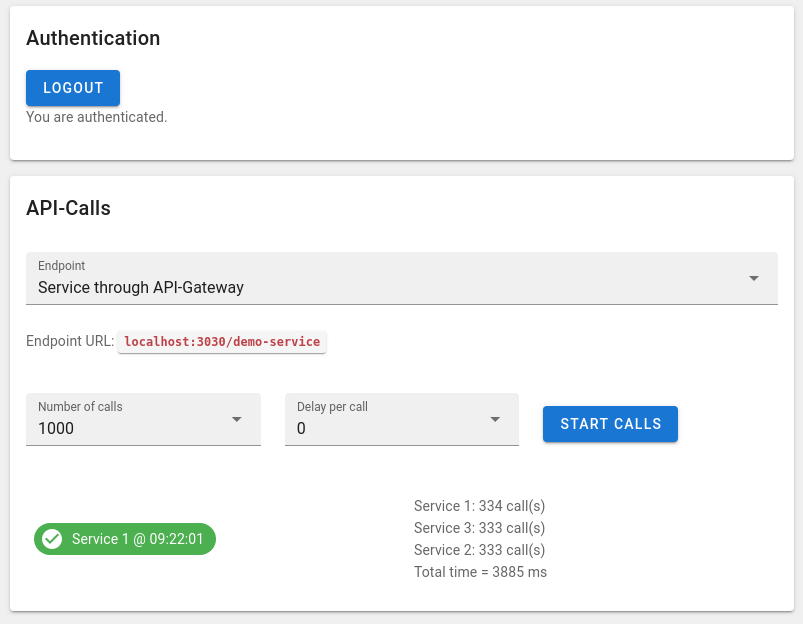 Authentication
LOGOUT
You are authenticated.
API-Calls
Endpoint
Service through API-Gateway
Endpoint URL: localhost:3030/demo-service
Number of calls
1000
Delay per call
0
START CALLS
Service 1 @ 09:22:01
Service 1: 334 call(s)
Service 3: 333 call(s)
Service 2: 333 call(s)
Total time = 3885 ms